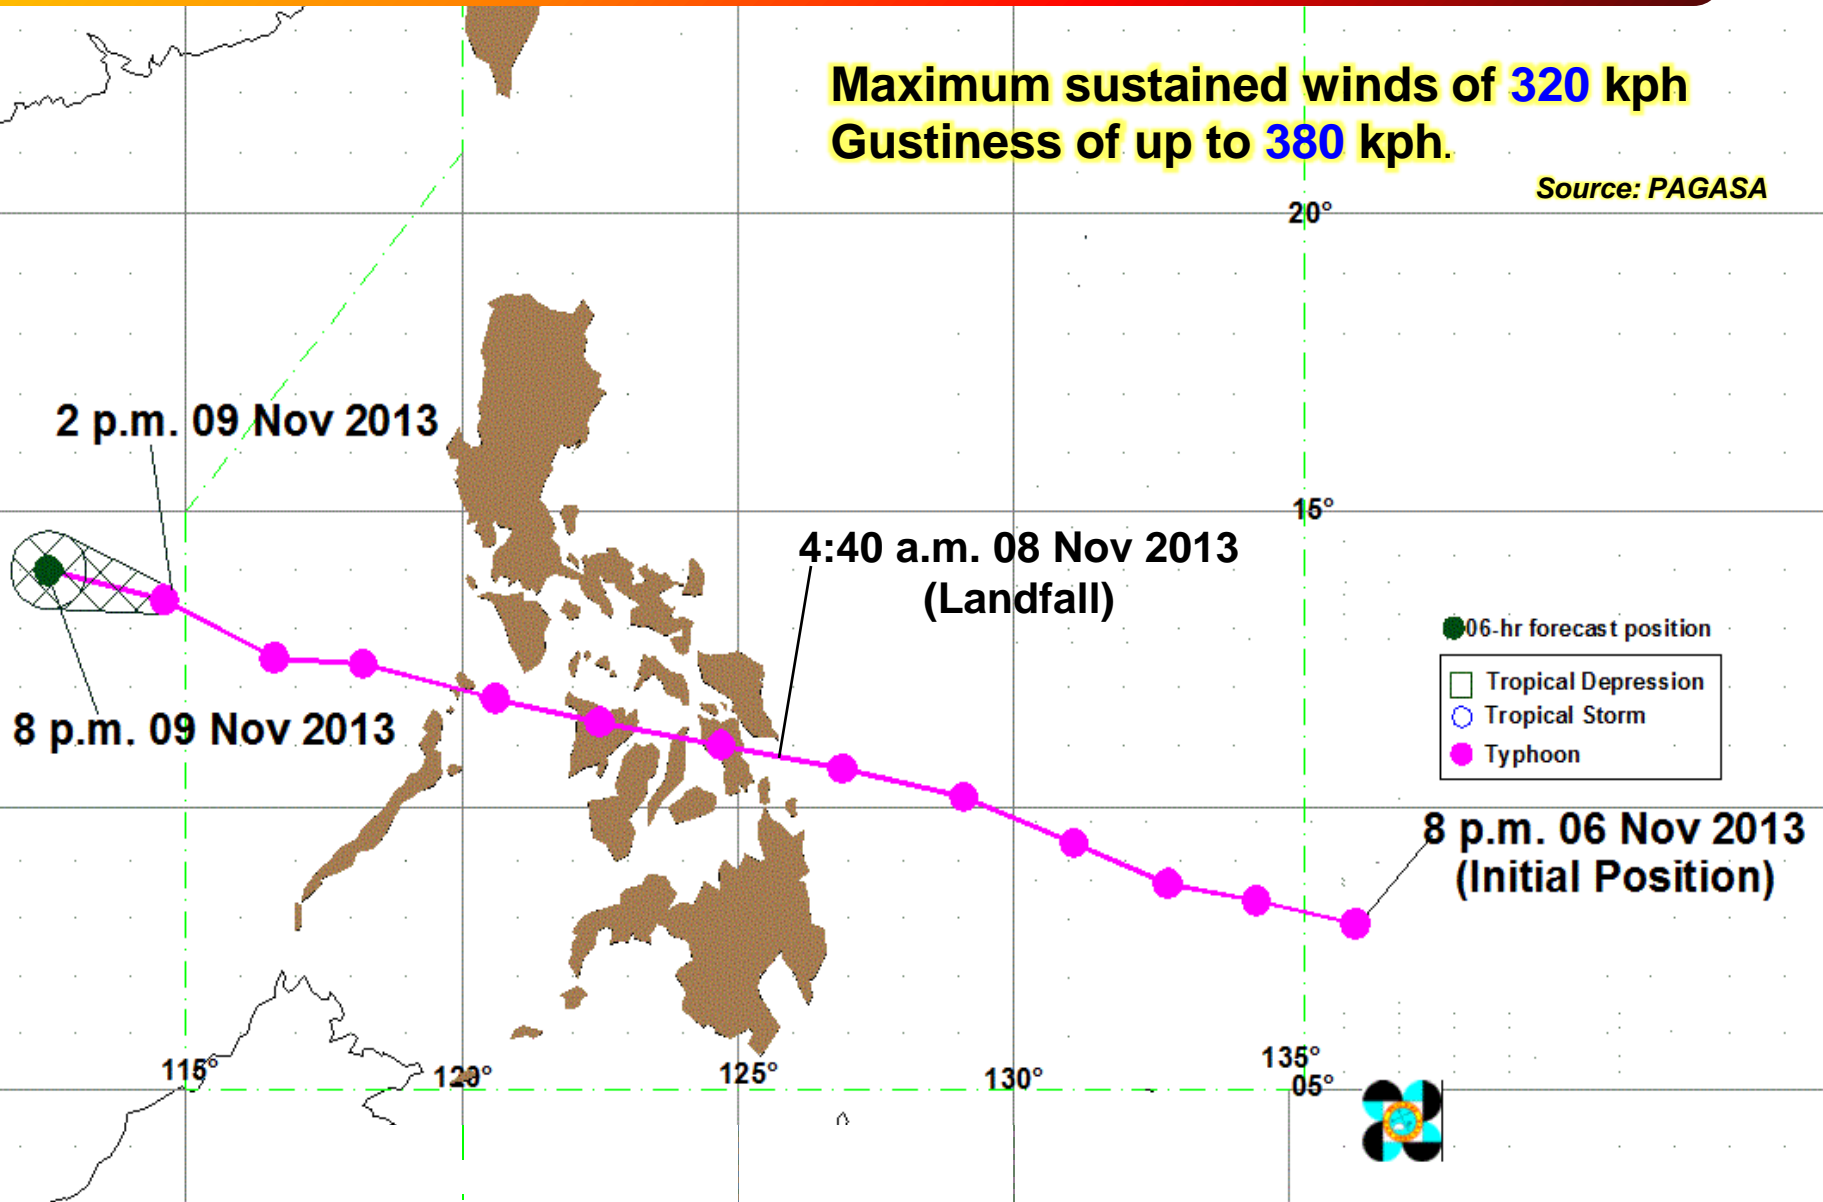 Maximum sustained winds of 320 kph
Gustiness of up to 380 kph.
Source: PAGASA
20°
2 p.m. 09 Nov 2013
15°
4:40 a.m. 08 Nov 2013
(Landfall)
06-hr forecast position
Tropical Depression
Tropical Storm
Typhoon
8 p.m. 09 Nov 2013
8 p.m. 06 Nov 2013
(Initial Position)
115°
120°
125°
130°
135°
05°